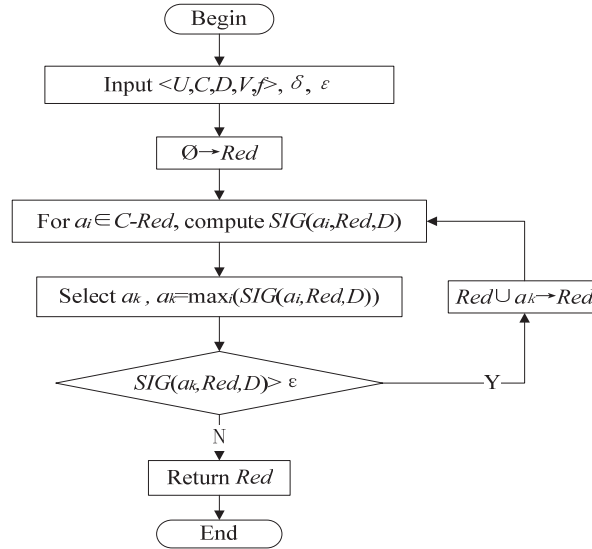 Begin
Input <U,C,D,V,f>, δ, ε
Ø→Red
For ai∈C-Red, compute SIG(ai,Red,D)
Select ak , ak=maxi(SIG(ai,Red,D))
Red∪ak→Red
SIG(ak,Red,D)> ε
Y
N
Return Red
End